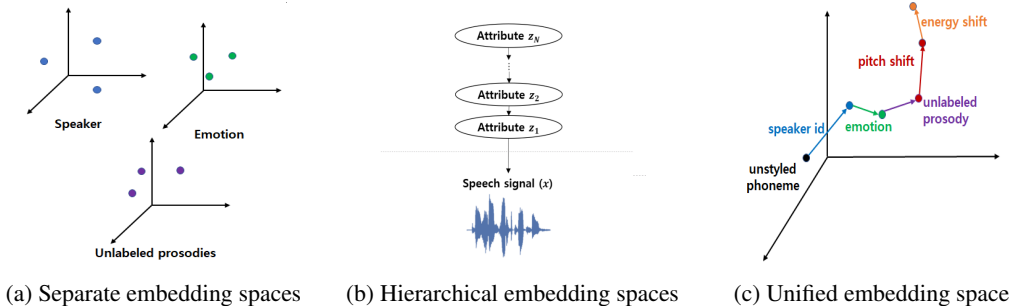 Speaker
Emotion
Unlabeled prosodies
(a) Separate embedding spaces
Attribute z_N
Attribute z_2
Attribute z_1
Speech signal (x)
(b) Hierarchical embedding spaces
energy shift
pitch shift
speaker id
emotion
unlabeled
prosody
unstyled
phoneme
(c) Unified embedding space